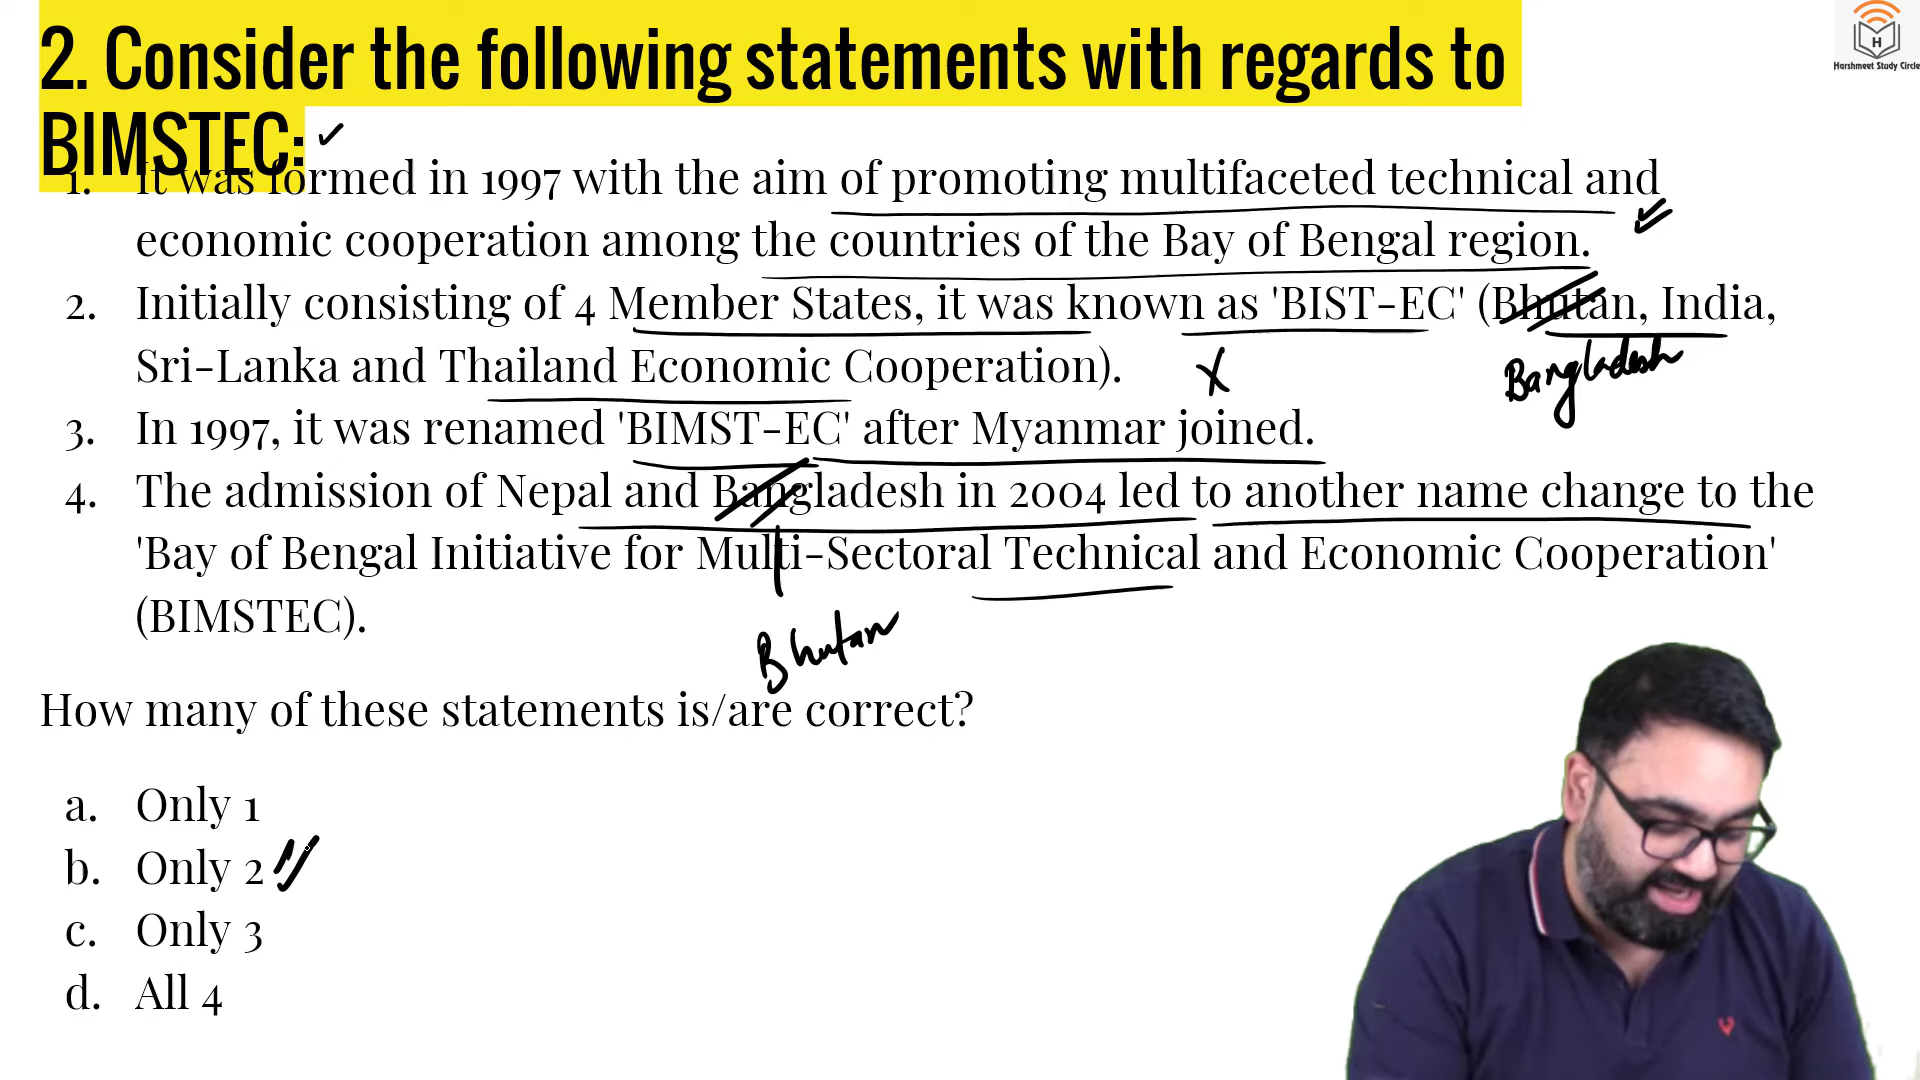 2. Consider the following statements with regards to
BIMSTEC:
H
Harshmeet Study Circle
1. It was formed in 1997 with the aim of promoting multifaceted technical and
economic cooperation among the countries of the Bay of Bengal region.
2. Initially consisting of 4 Member States, it was known as 'BIST-EC' (Bhutan, India,
Sri-Lanka and Thailand Economic Cooperation).
Bangladesh
3. In 1997, it was renamed 'BIMST-EC' after Myanmar joined.
4. The admission of Nepal and Bangladesh in 2004 led to another name change to the
'Bay of Bengal Initiative for Multi-Sectoral Technical and Economic Cooperation'
(BIMSTEC).
Bhutan
How many of these statements is/are correct?
a. Only 1
b. Only 2
c. Only 3
d. All 4